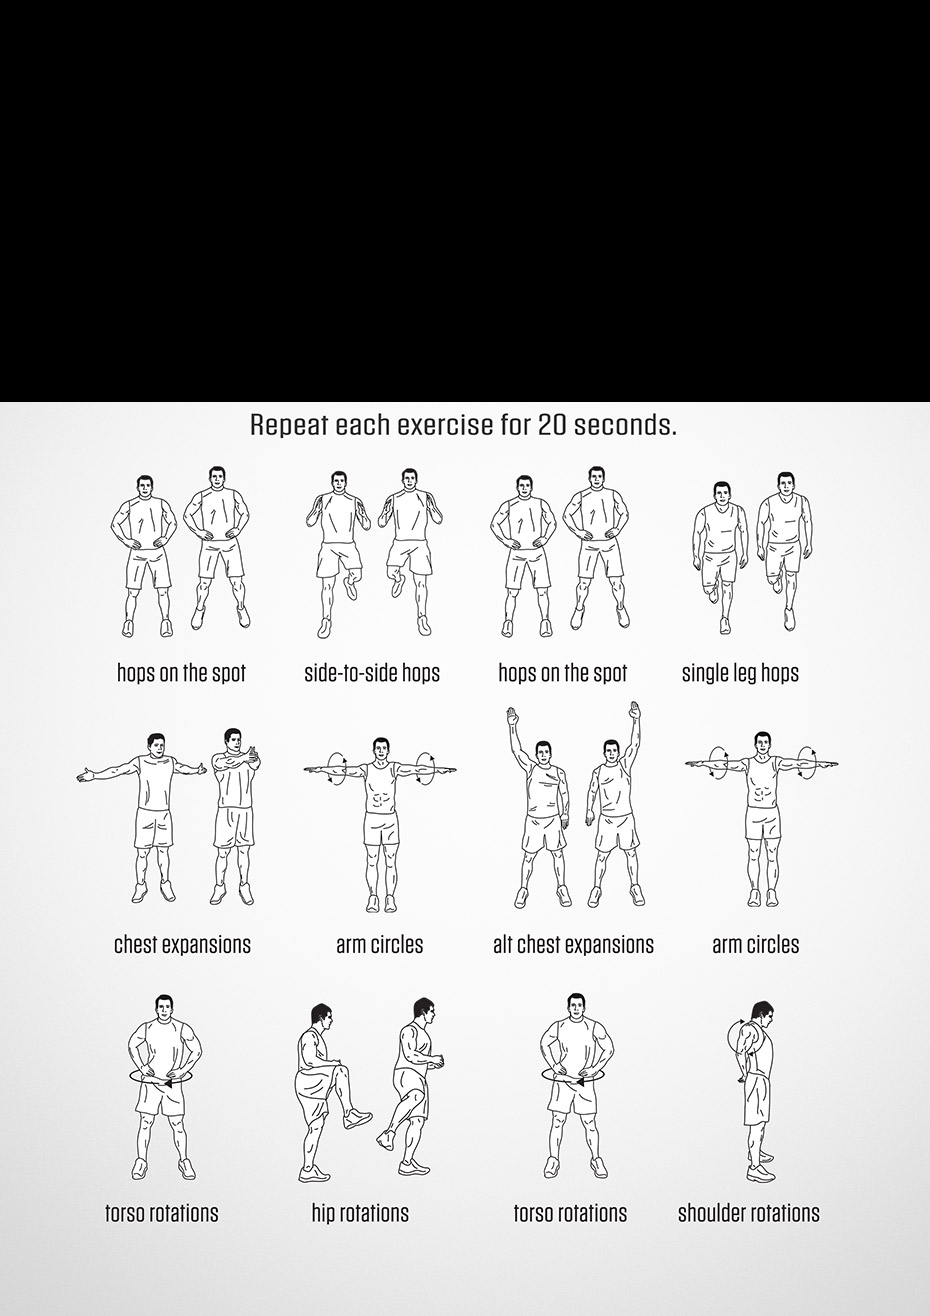 Repeat each exercise for 20 seconds.
hops on the spot
side-to-side hops
hops on the spot
single leg hops
chest expansions
arm circles
alt chest expansions
arm circles
torso rotations
hip rotations
torso rotations
shoulder rotations